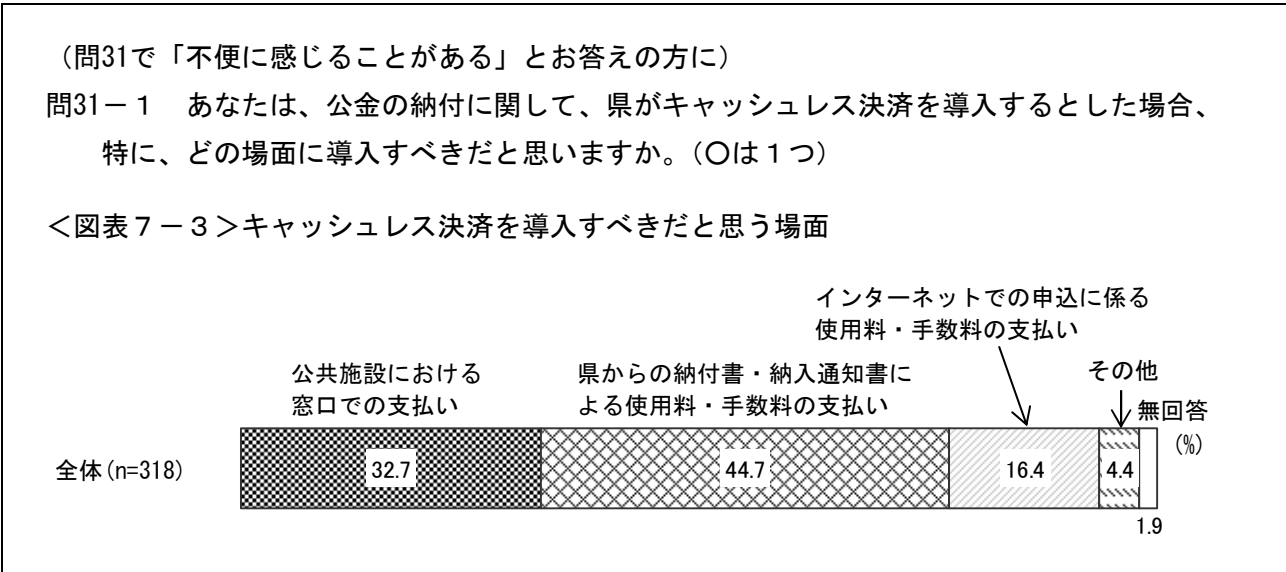 （問31で「不便に感じることがある」とお答えの方に）
問31－1　あなたは、公金の納付に関して、県がキャッシュレス決済を導入するとした場合、
特に、どの場面に導入すべきだと思いますか。（○は１つ）
＜図表７－３＞キャッシュレス決済を導入すべきだと思う場面
インターネットでの申込に係る
使用料・手数料の支払い
公共施設における
窓口での支払い
県からの納付書・納入通知書に
よる使用料・手数料の支払い
その他
無回答
(%)
全体(n=318)
32.7
44.7
16.4
4.4
1.9